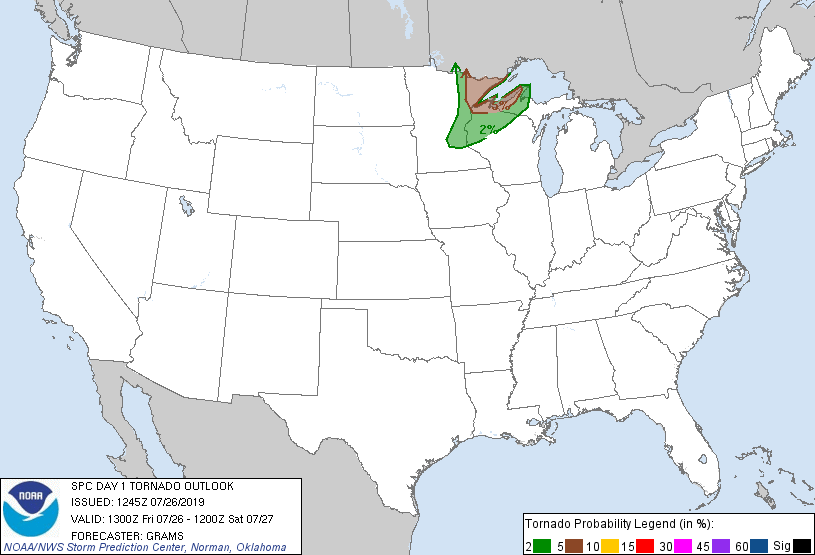 5%
2%
NOAA
SPC DAY 1 TORNADO OUTLOOK
ISSUED: 1245Z 07/26/2019
VALID: 1300Z Fri 07/26 - 1200Z Sat 07/27
FORECASTER: GRAMS
NOAA/NWS Storm Prediction Center, Norman, Oklahoma
Tornado Probability Legend (in %):
2 5 10 15 30 45 60 Sig